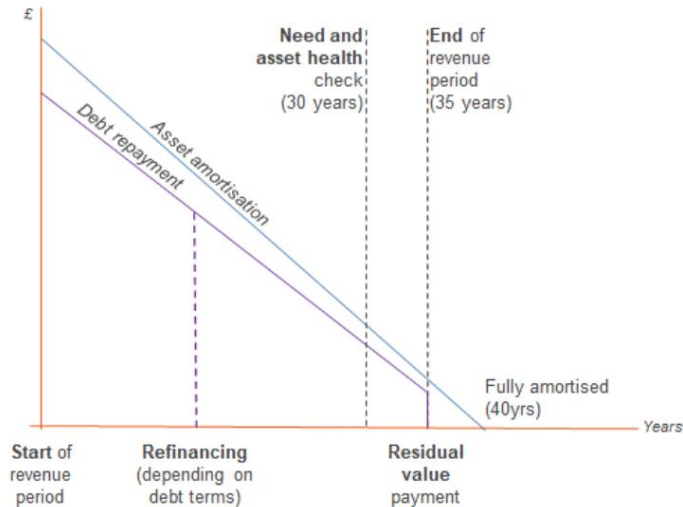 £
Need and
asset health
check
(30 years)
End of
revenue
period
(35 years)
Debt repayment
Asset amortisation
Fully amortised
(40yrs)
Years
Start of
revenue
period
Refinancing
(depending on
debt terms)
Residual
value
payment